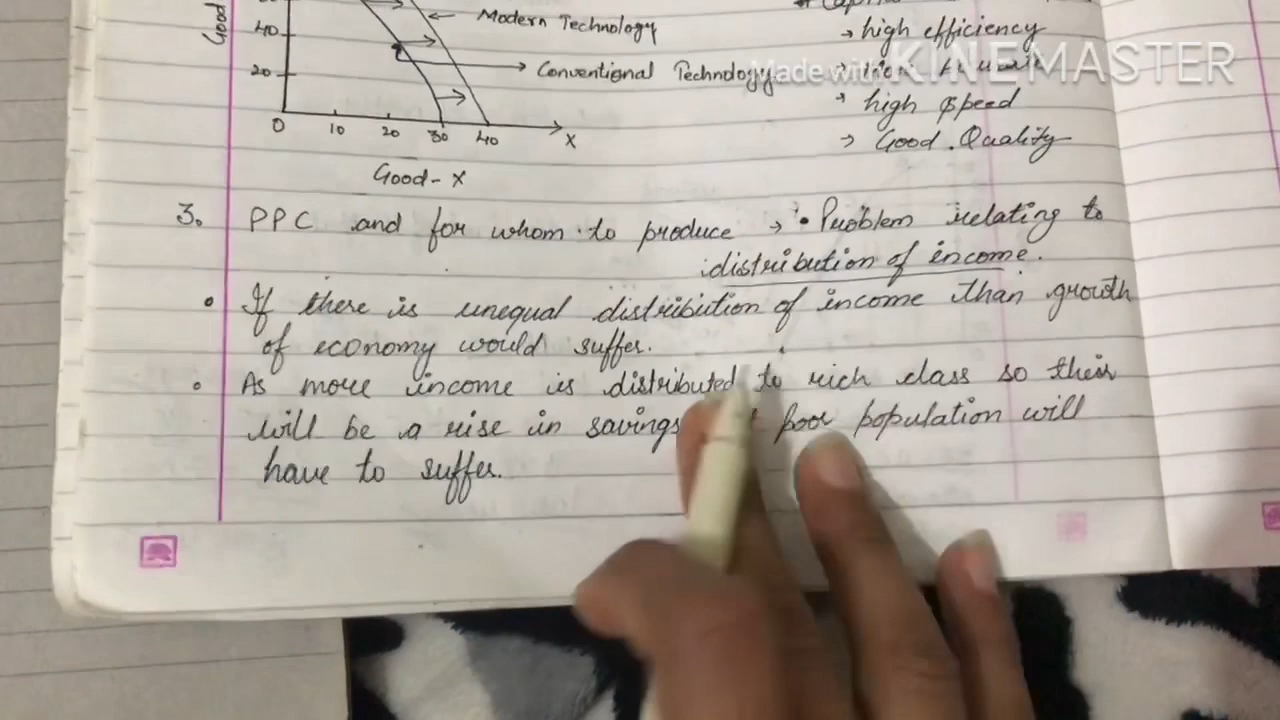 Good
40
20
0
10
20
30
40
X
Good - X
Modern Technology
Conventional Technology
→ high efficiency
→ high speed
→ Good Quality
Made with KINEMASTER
3. PPC and for whom to produce → • Problem relating to
distribution of income.
• If there is unequal distribution of income than growth
of economy would suffer.
• As more income is distributed to rich class so their
will be a rise in savings poor population will
have to suffer.